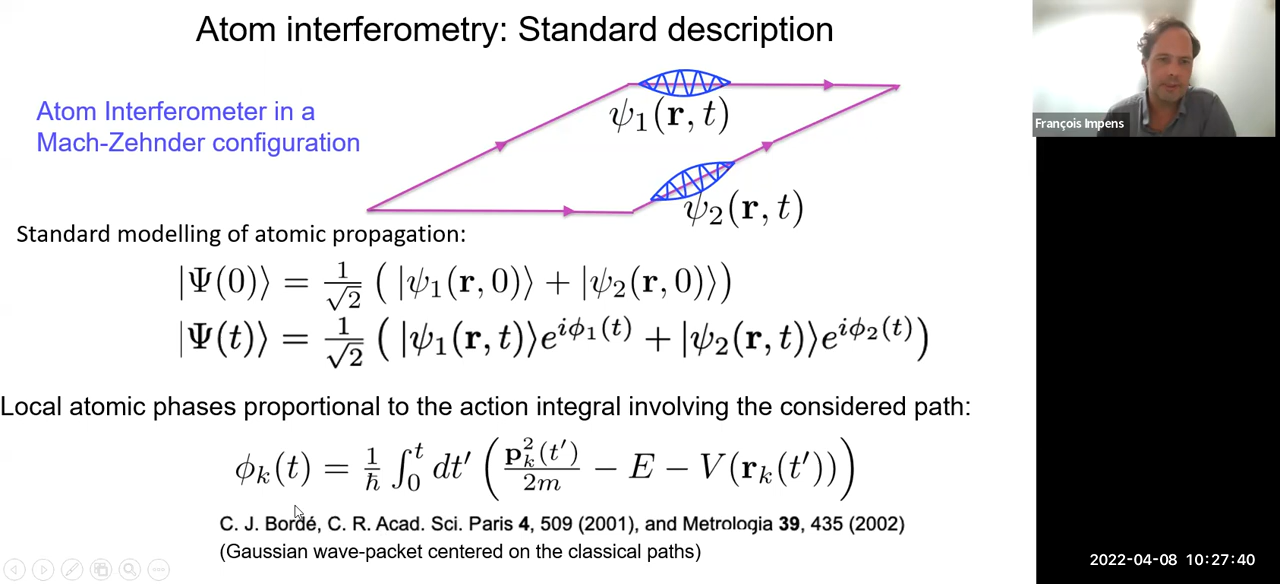 Atom interferometry: Standard description
Atom Interferometer in a
Mach-Zehnder configuration
ψ₁(𝐫, t)
ψ₂(𝐫, t)
François Impens
Standard modelling of atomic propagation:
|Ψ(0)⟩ = 1/√2 ( |ψ₁(𝐫, 0)⟩ + |ψ₂(𝐫, 0)⟩)
|Ψ(t)⟩ = 1/√2 ( |ψ₁(𝐫, t)⟩e^{iϕ₁(t)} + |ψ₂(𝐫, t)⟩e^{iϕ₂(t)})
Local atomic phases proportional to the action integral involving the considered path:
ϕₖ(t) = 1/ħ ∫₀ᵗ dt′ (𝐩ₖ²(t′)/2m − E − V(𝐫ₖ(t′)))
C. J. Bordé, C. R. Acad. Sci. Paris 4, 509 (2001), and Metrologia 39, 435 (2002)
(Gaussian wave-packet centered on the classical paths)
2022-04-08 10:27:40